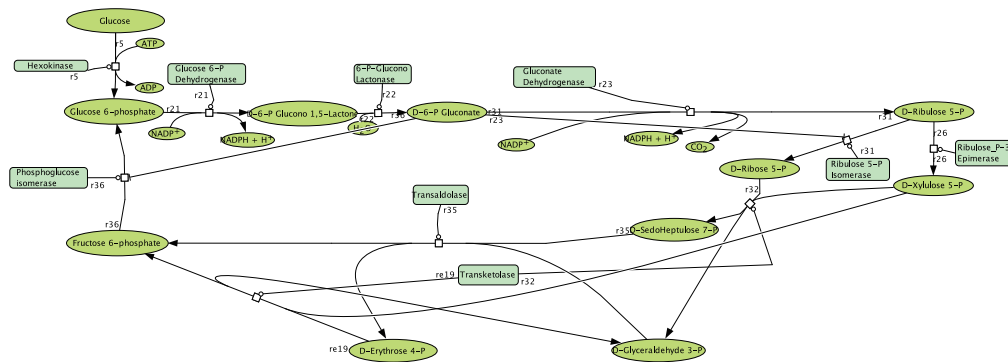 Glucose
r5
ATP
Hexokinase
r5
ADP
Glucose 6-P
Dehydrogenase
r21
6-P-Glucono
Lactonase
r22
Gluconate
Dehydrogenase
r23
Glucose 6-phosphate
r21
D-6-P Glucono 1,5-Lacton
r22
r36
D-6-P Gluconate
r31
r23
NADP+
NADPH + H+
NADP+
NADPH + H+
CO2
D-Ribulose 5-P
r31
r26
r26
Ribulose_P-3
Epimerase
r31
Ribulose 5-P
Isomerase
D-Ribose 5-P
r32
D-Xylulose 5-P
Phosphoglucose
isomerase
r36
Transaldolase
r35
r36
Fructose 6-phosphate
r35
D-SedoHeptulose 7-P
re19
Transketolase
r32
re19
D-Erythrose 4-P
D-Glyceraldehyde 3-P